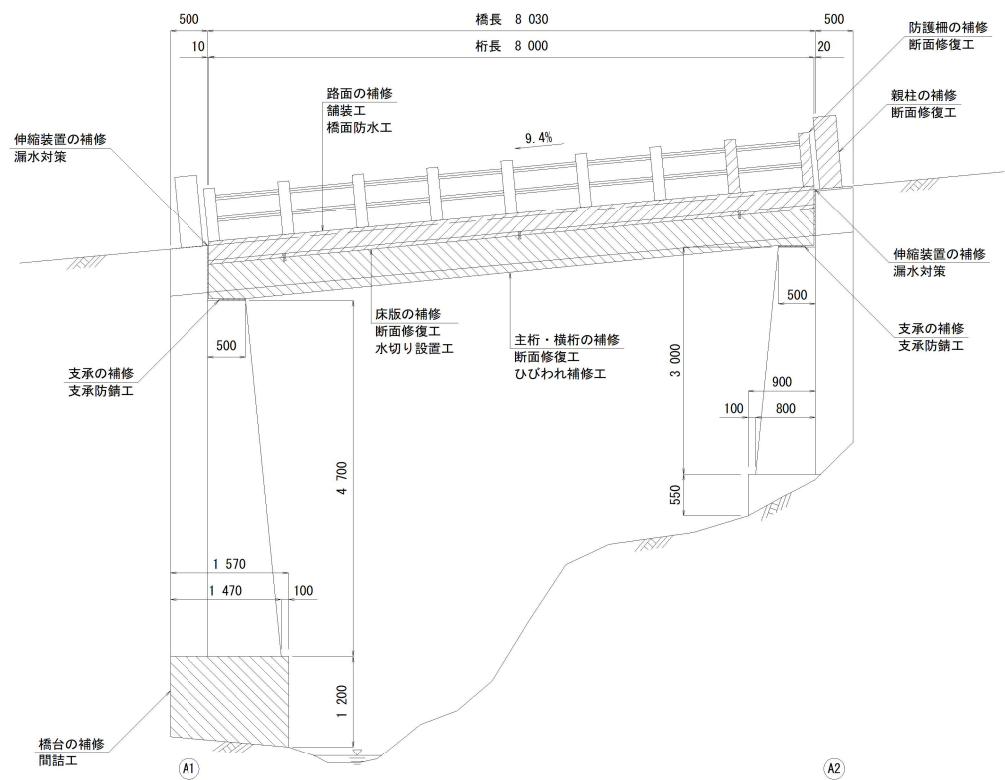 500
橋長 8 030
500
10
桁長 8 000
20
防護柵の補修
断面修復工
親柱の補修
断面修復工
路面の補修
舗装工
橋面防水工
9.4%
伸縮装置の補修
漏水対策
伸縮装置の補修
漏水対策
床版の補修
断面修復工
水切り設置工
主桁・横桁の補修
断面修復工
ひびわれ補修工
500
支承の補修
支承防錆工
500
支承の補修
支承防錆工
3 000
900
100
800
550
4 700
1 570
1 470
100
1 200
橋台の補修
間詰工
A1
A2